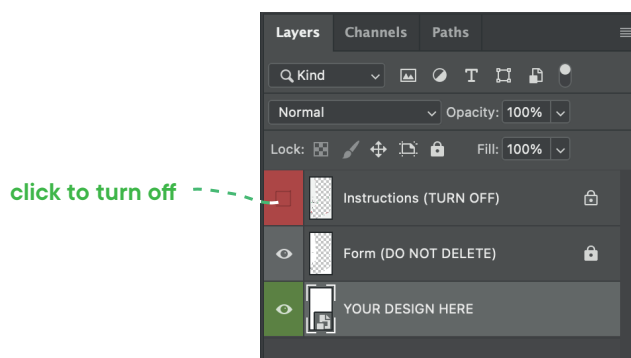 Layers Channels Paths
Kind
Normal Opacity: 100%
Lock: Fill: 100%
click to turn off
Instructions (TURN OFF)
Form (DO NOT DELETE)
YOUR DESIGN HERE